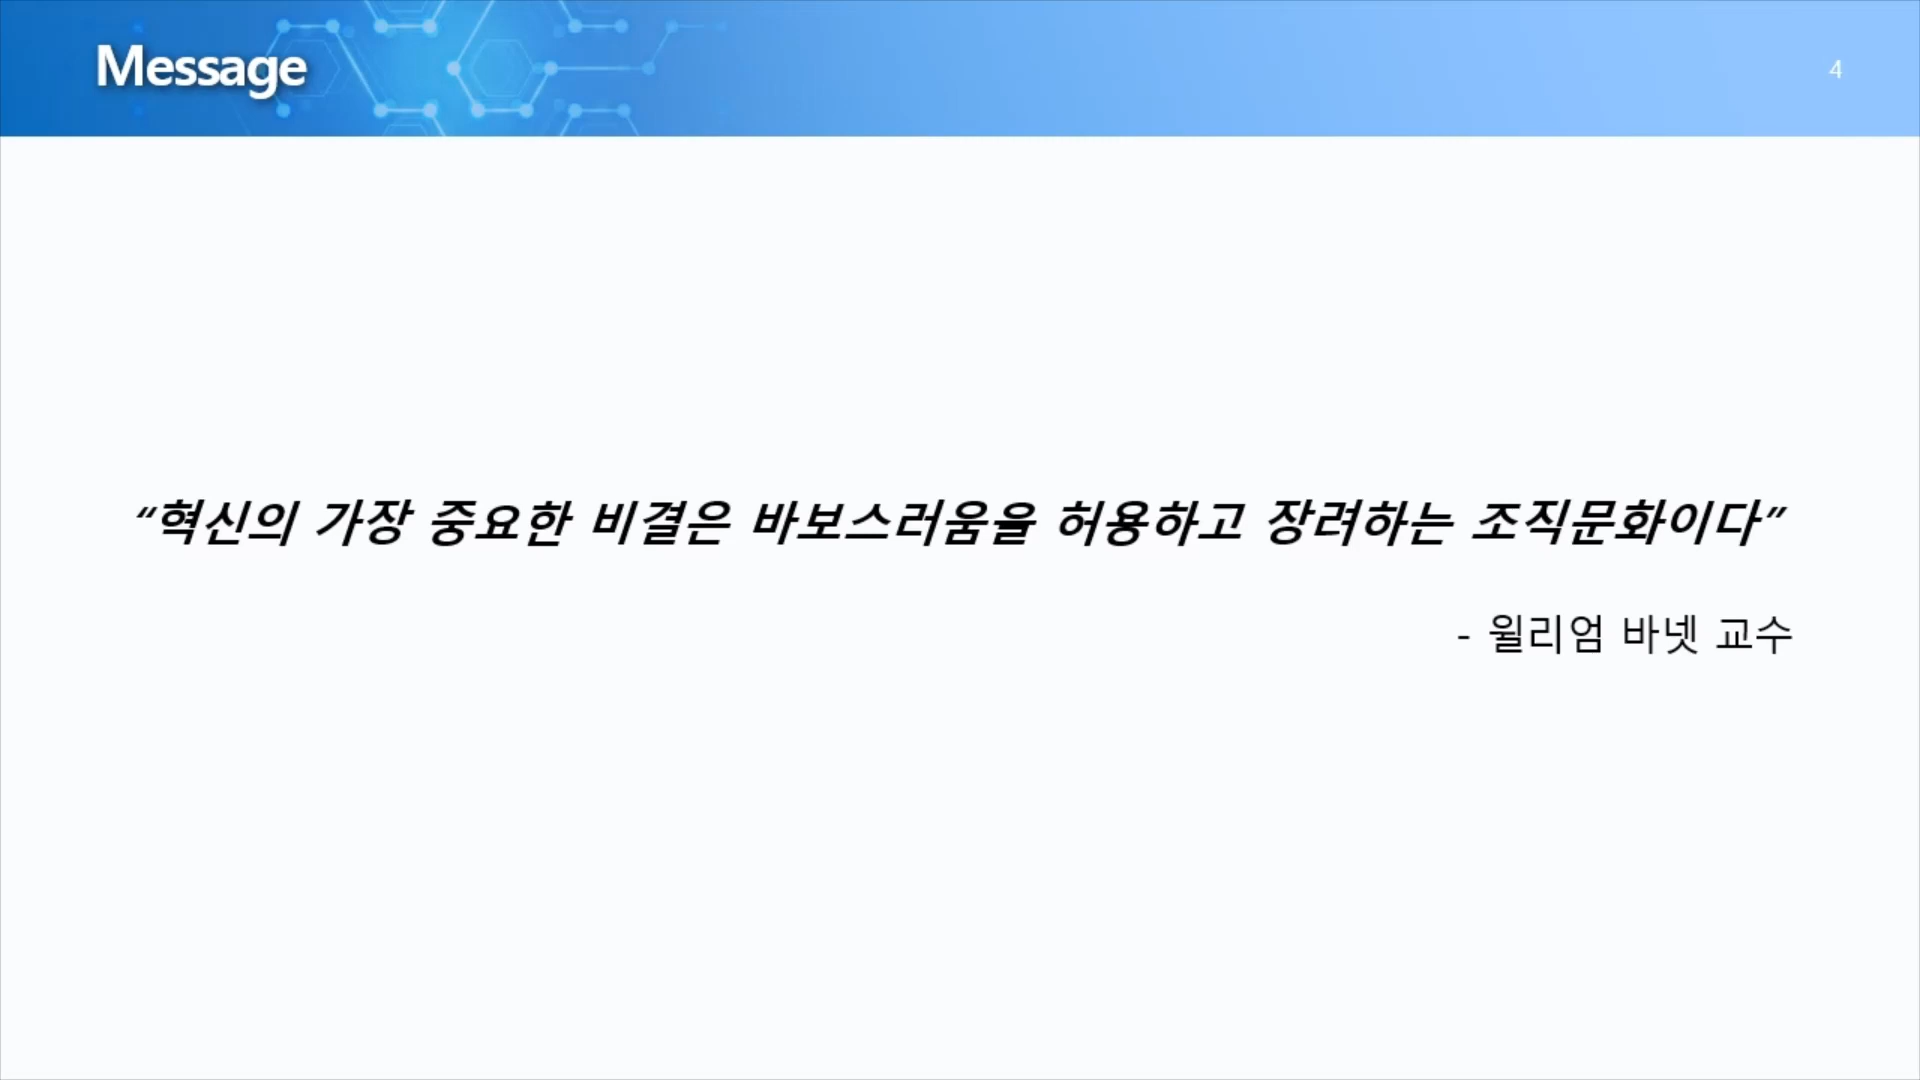 Message
4
“혁신의 가장 중요한 비결은 바보스러움을 허용하고 장려하는 조직문화이다”
- 윌리엄 바넷 교수